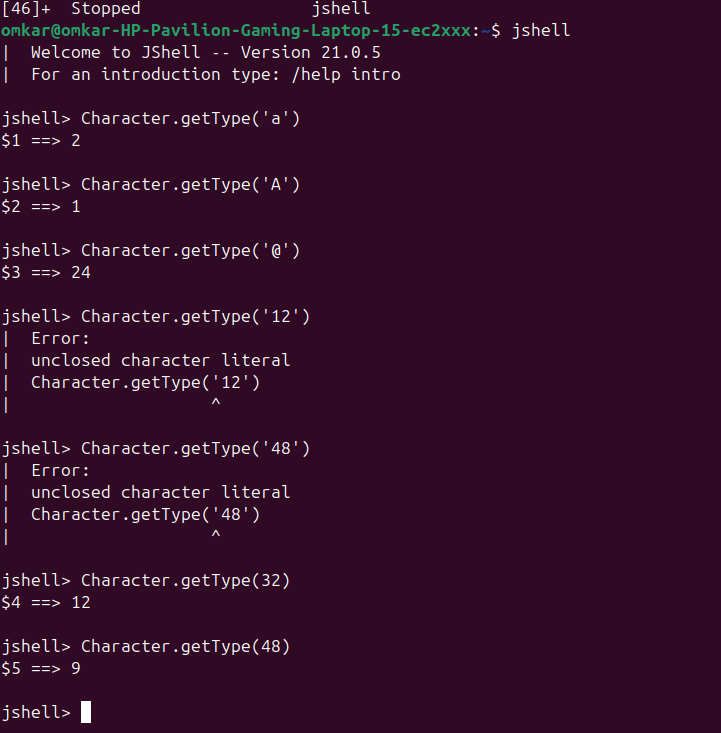 [46]+  Stopped                 jshell
omkar@omkar-HP-Pavilion-Gaming-Laptop-15-ec2xxx:~$ jshell
|  Welcome to JShell -- Version 21.0.5
|  For an introduction type: /help intro
jshell> Character.getType('a')
$1 ==> 2
jshell> Character.getType('A')
$2 ==> 1
jshell> Character.getType('@')
$3 ==> 24
jshell> Character.getType('12')
|  Error:
|  unclosed character literal
|  Character.getType('12')
|                    ^
jshell> Character.getType('48')
|  Error:
|  unclosed character literal
|  Character.getType('48')
|                    ^
jshell> Character.getType(32)
$4 ==> 12
jshell> Character.getType(48)
$5 ==> 9
jshell>